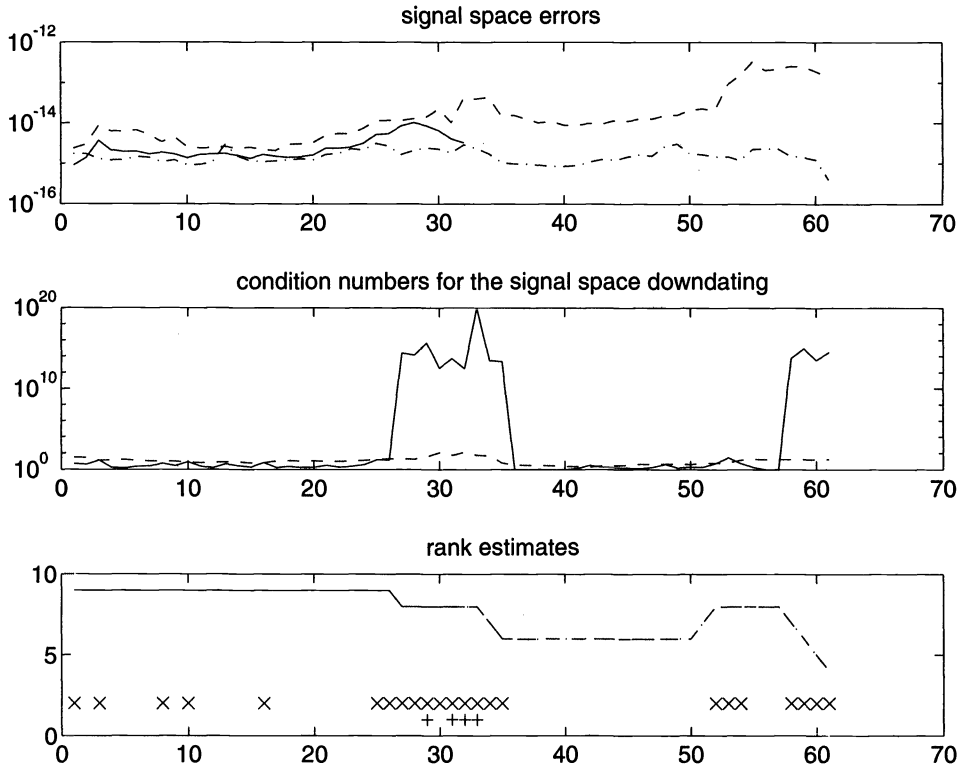 signal space errors
10^-12
10^-14
10^-16
0 10 20 30 40 50 60 70
condition numbers for the signal space downdating
10^20
10^10
10^0
0 10 20 30 40 50 60 70
rank estimates
10
5
0
0 10 20 30 40 50 60 70